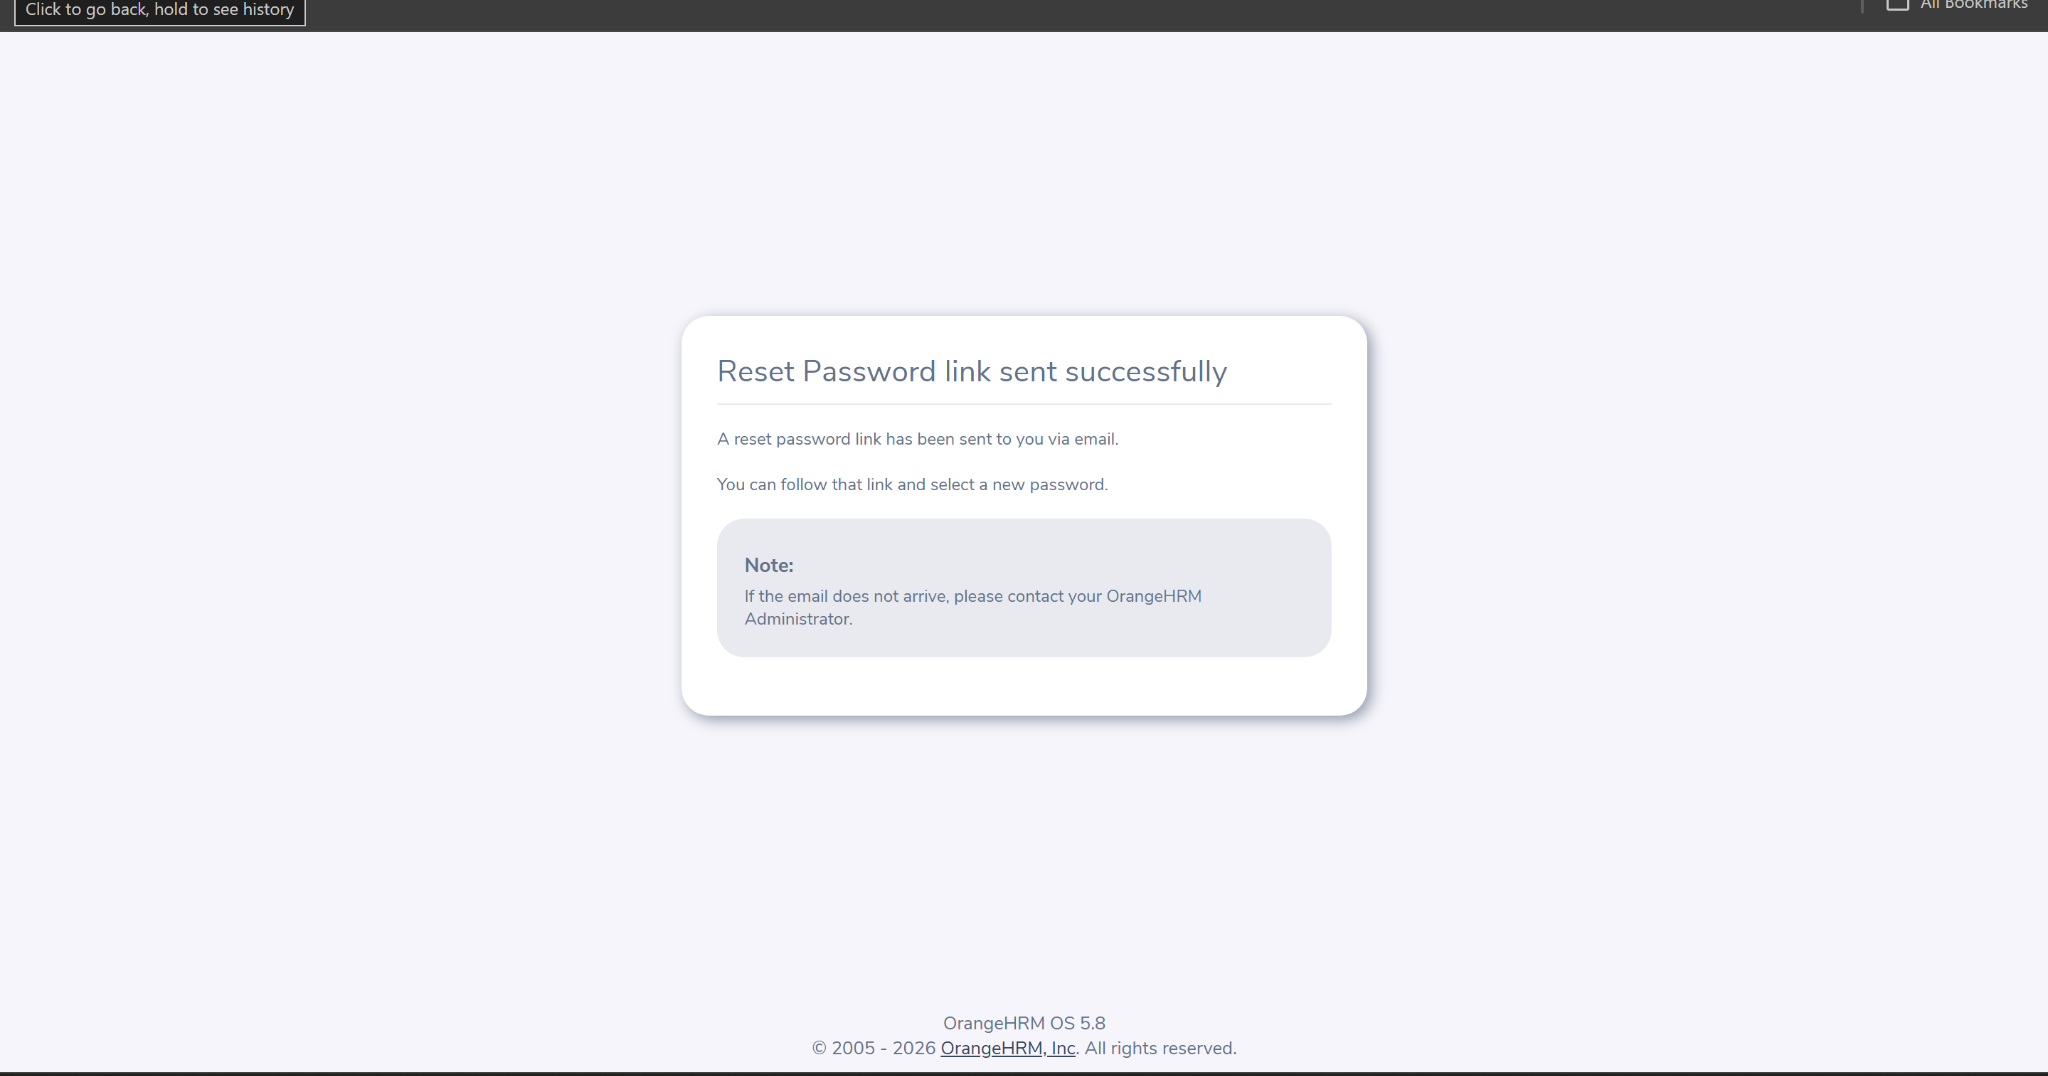 Click to go back, hold to see history
All Bookmarks
Reset Password link sent successfully
A reset password link has been sent to you via email.
You can follow that link and select a new password.
Note:
If the email does not arrive, please contact your OrangeHRM
Administrator.
OrangeHRM OS 5.8
© 2005 - 2026 OrangeHRM, Inc. All rights reserved.